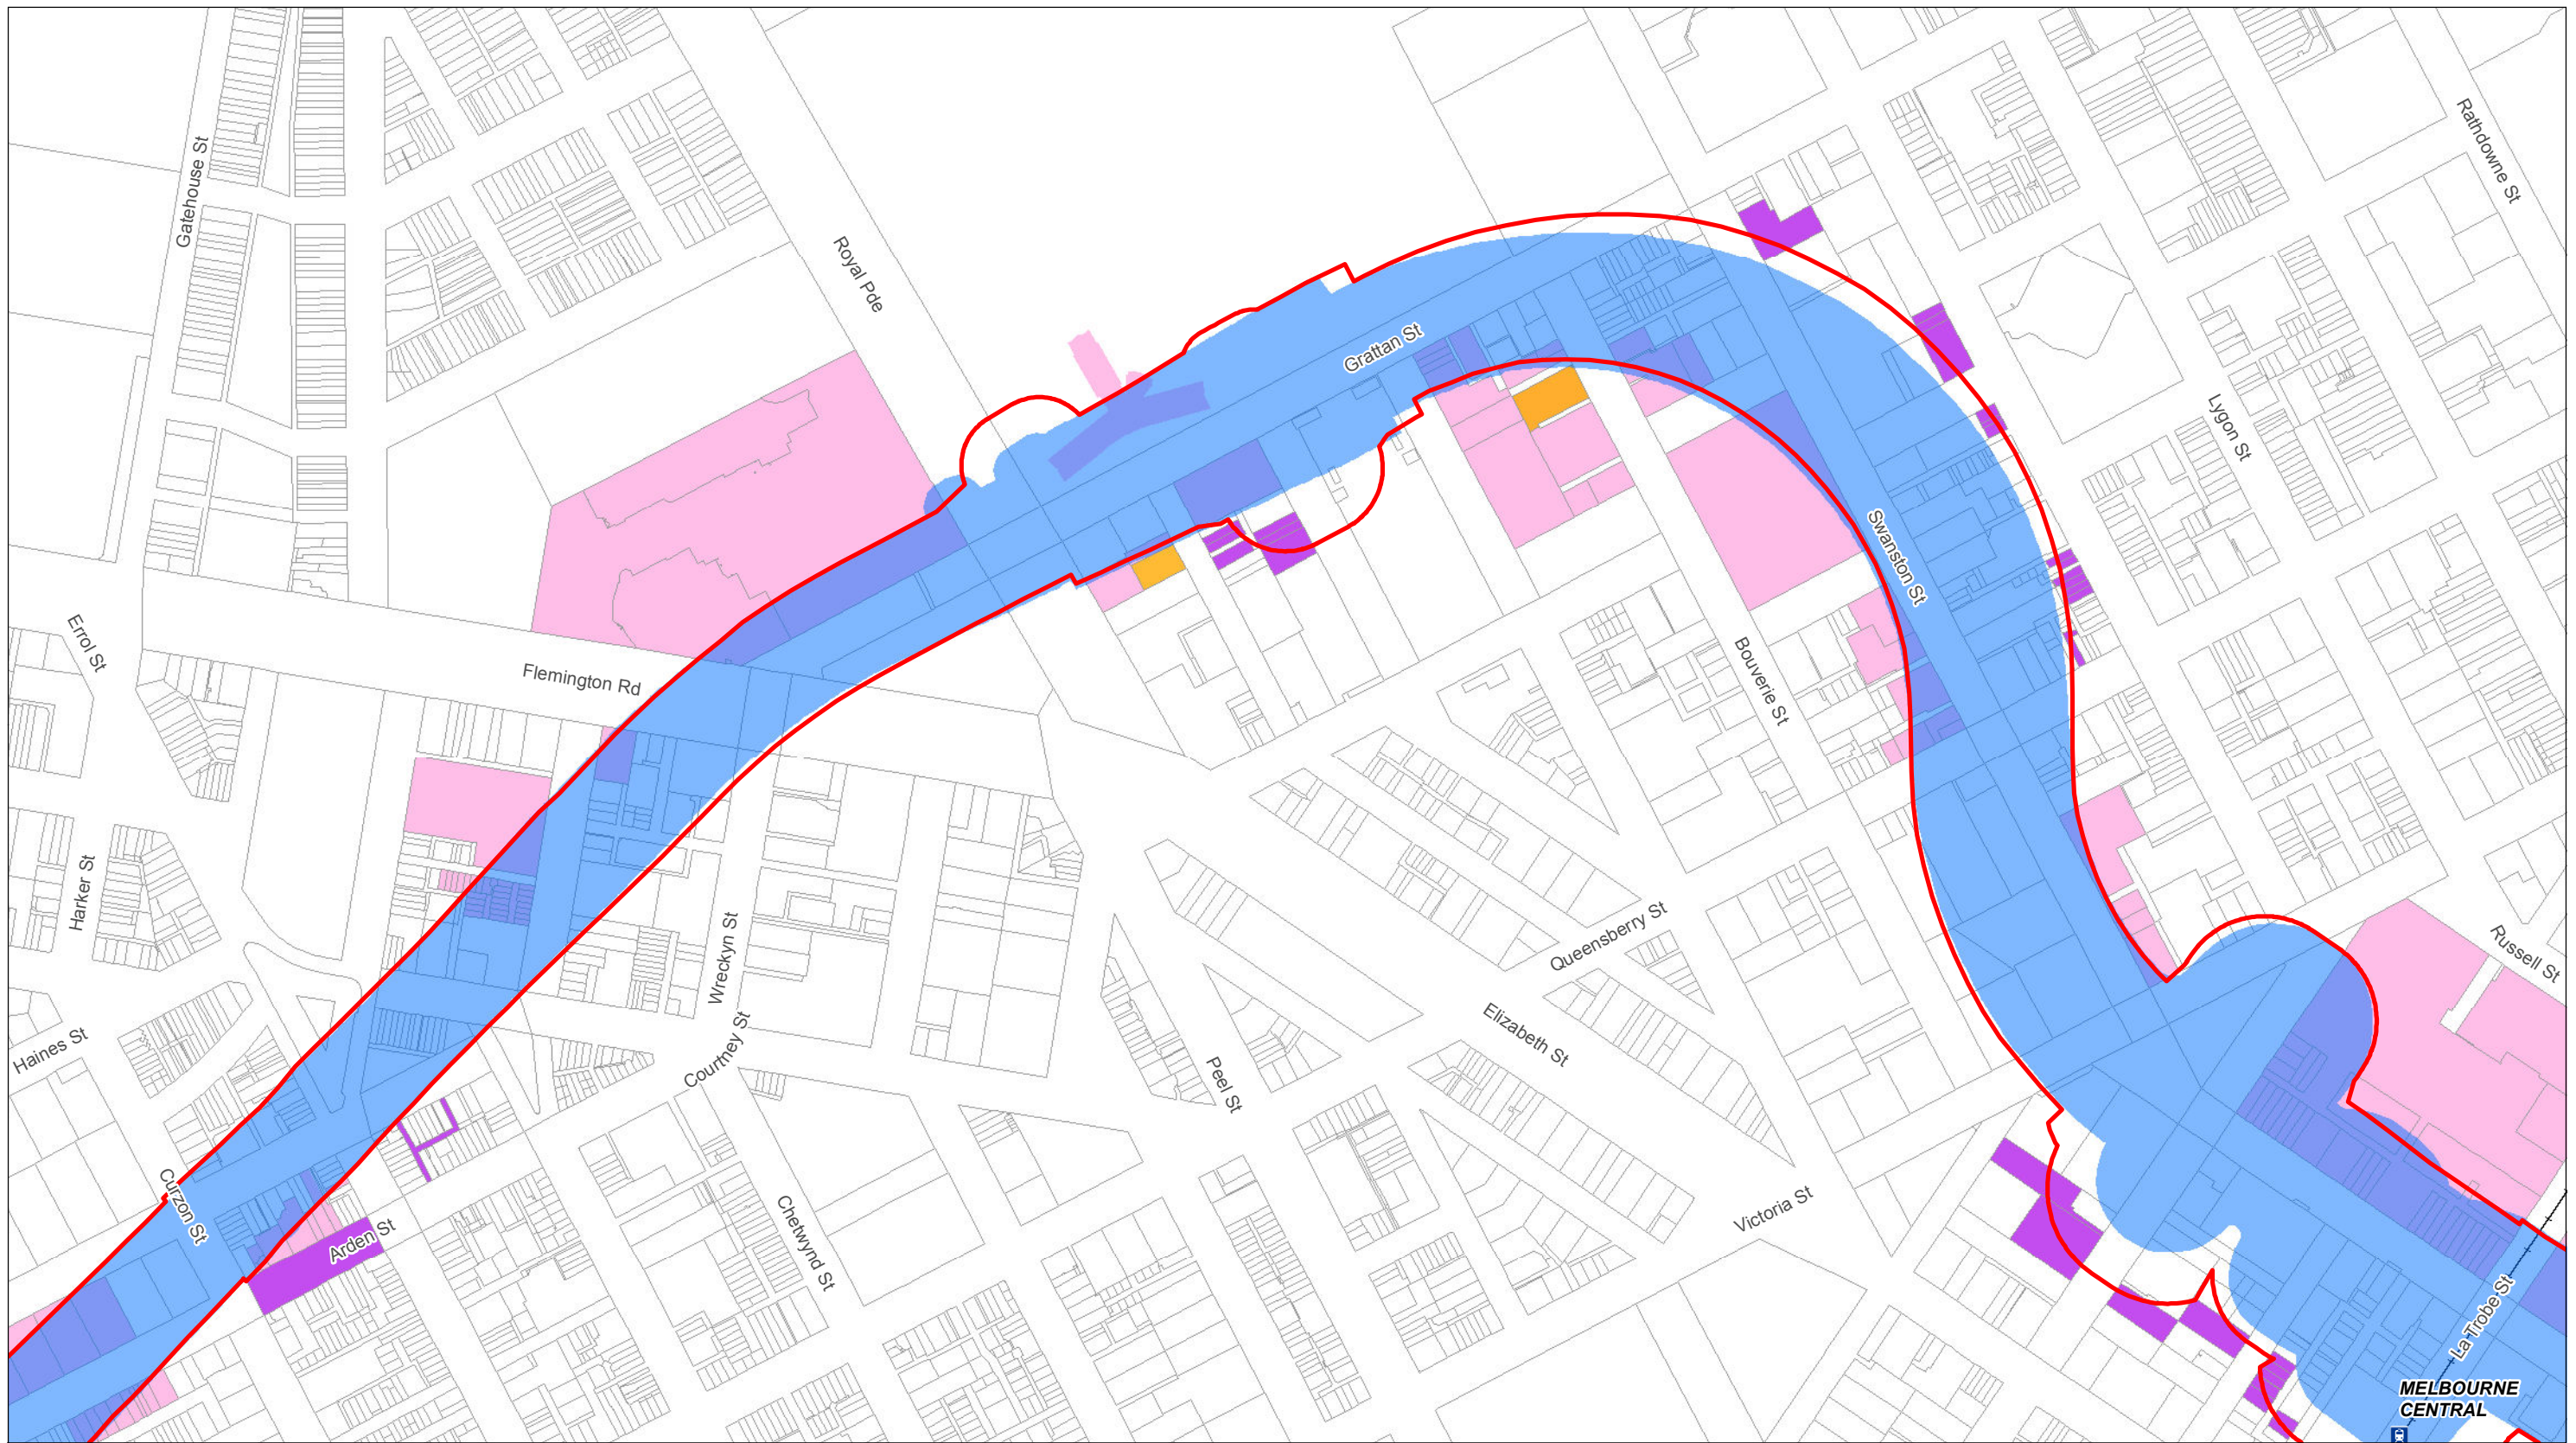 Gatehouse St
Rathdowne St
Royal Pde
Grattan St
Lygon St
Swanston St
Errol St
Flemington Rd
Bouverie St
Harker St
Wreckyn St
Queensberry St
Russell St
Haines St
Courtney St
Elizabeth St
Peel St
Curzon St
Arden St
Chetwynd St
Victoria St
La Trobe St
MELBOURNE
CENTRAL